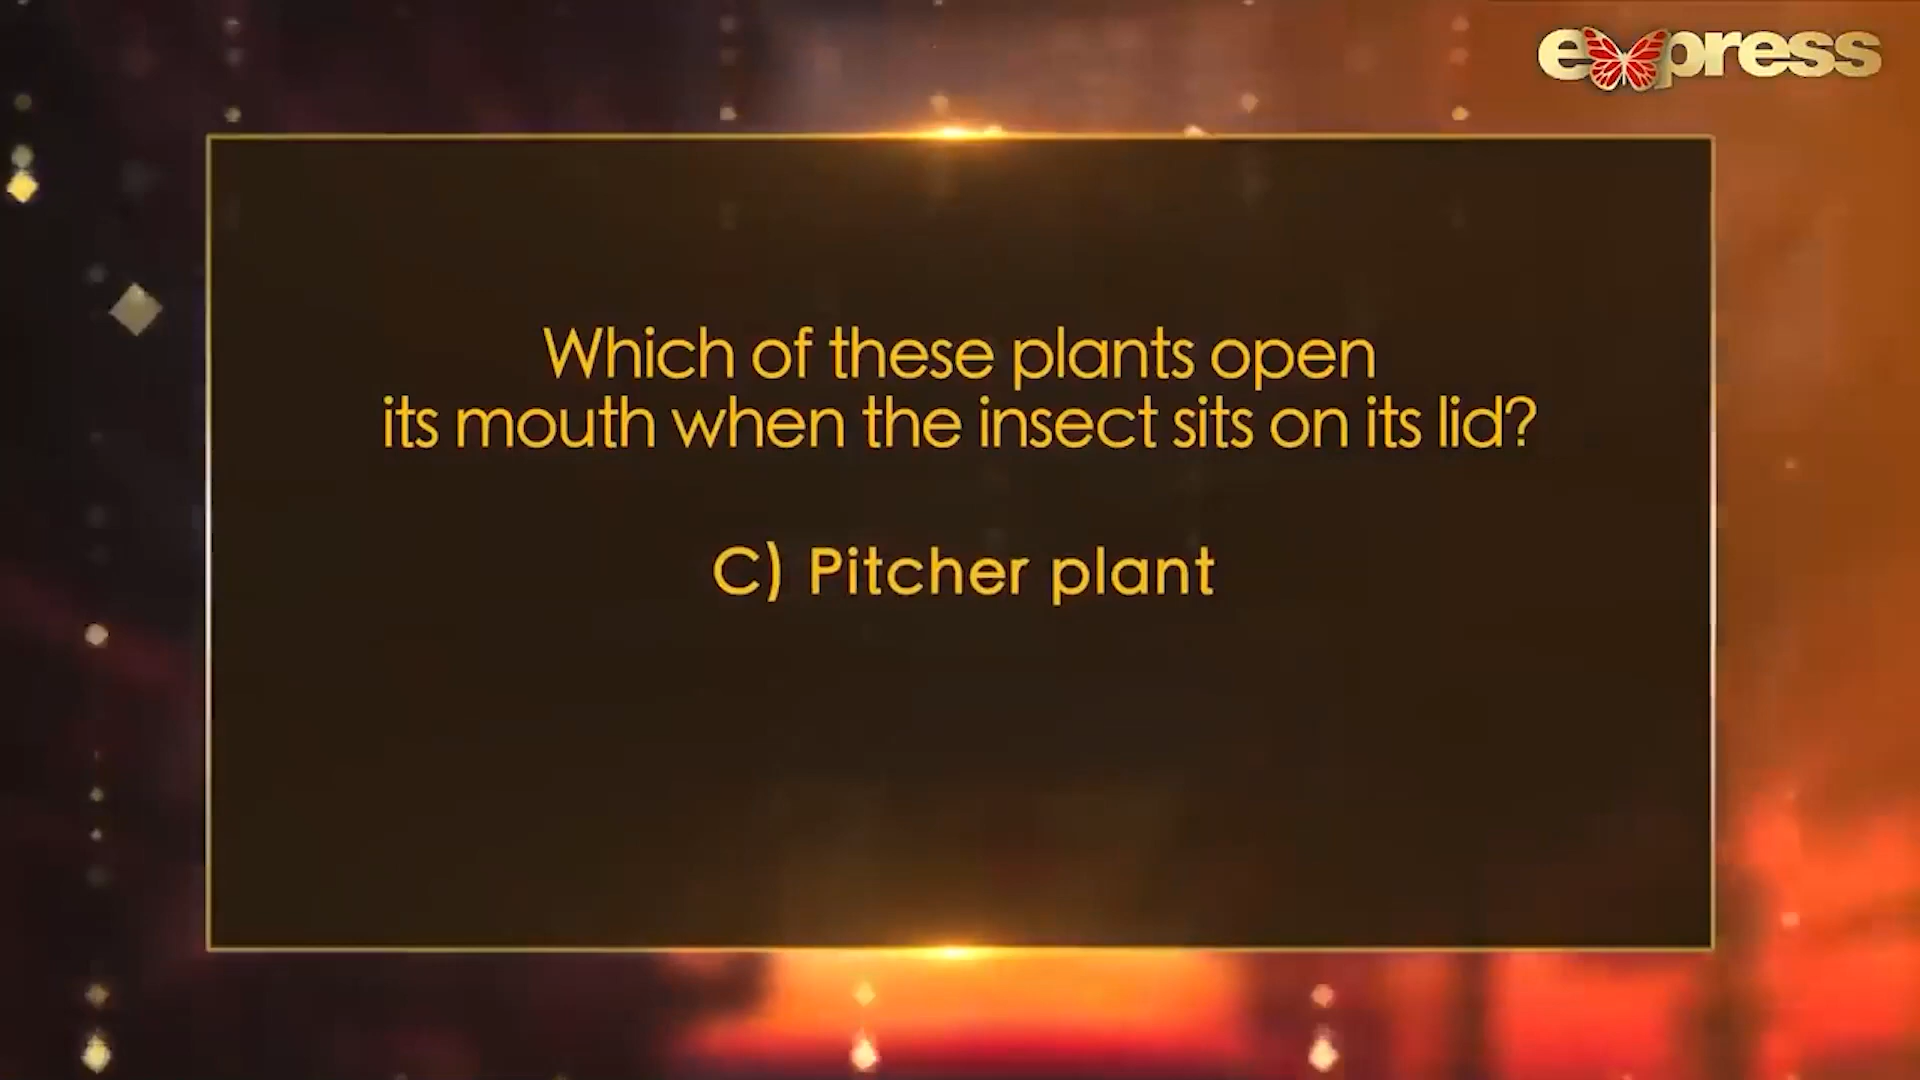 express
Which of these plants open
its mouth when the insect sits on its lid?
C) Pitcher plant